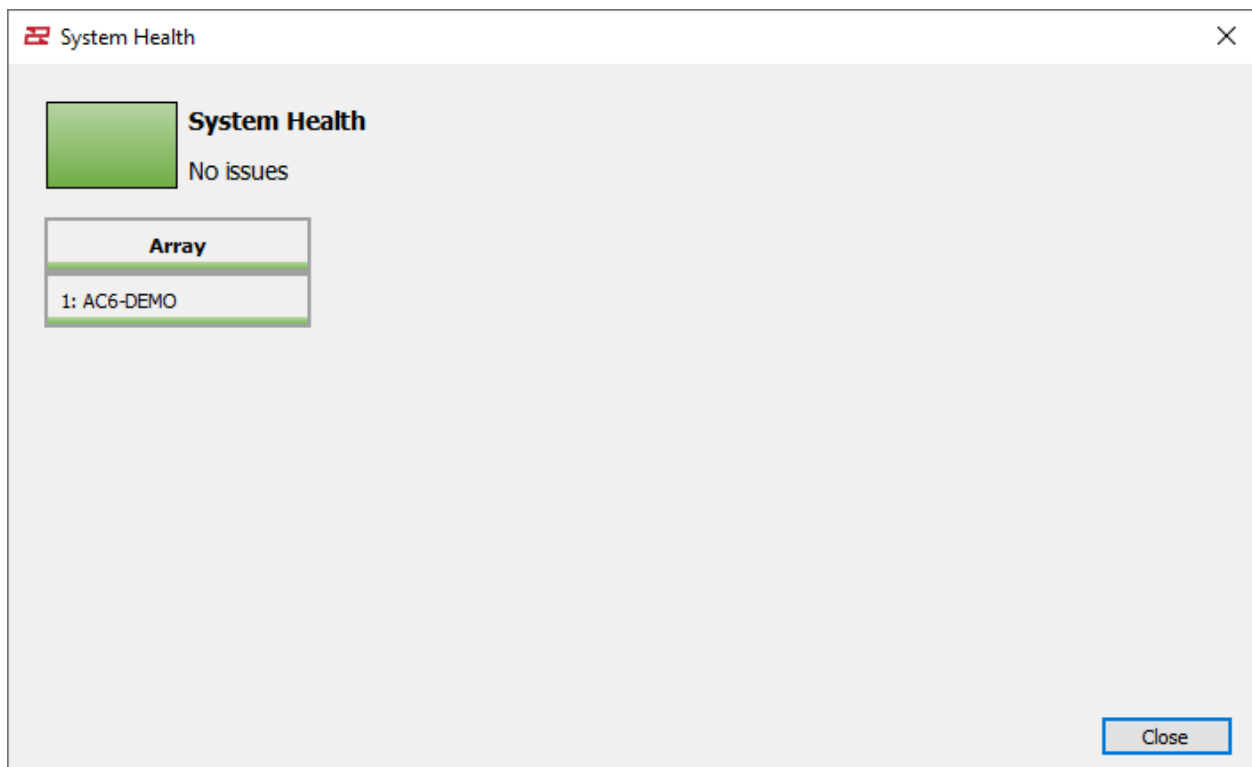 System Health
System Health
No issues
Array
1: AC6-DEMO
Close